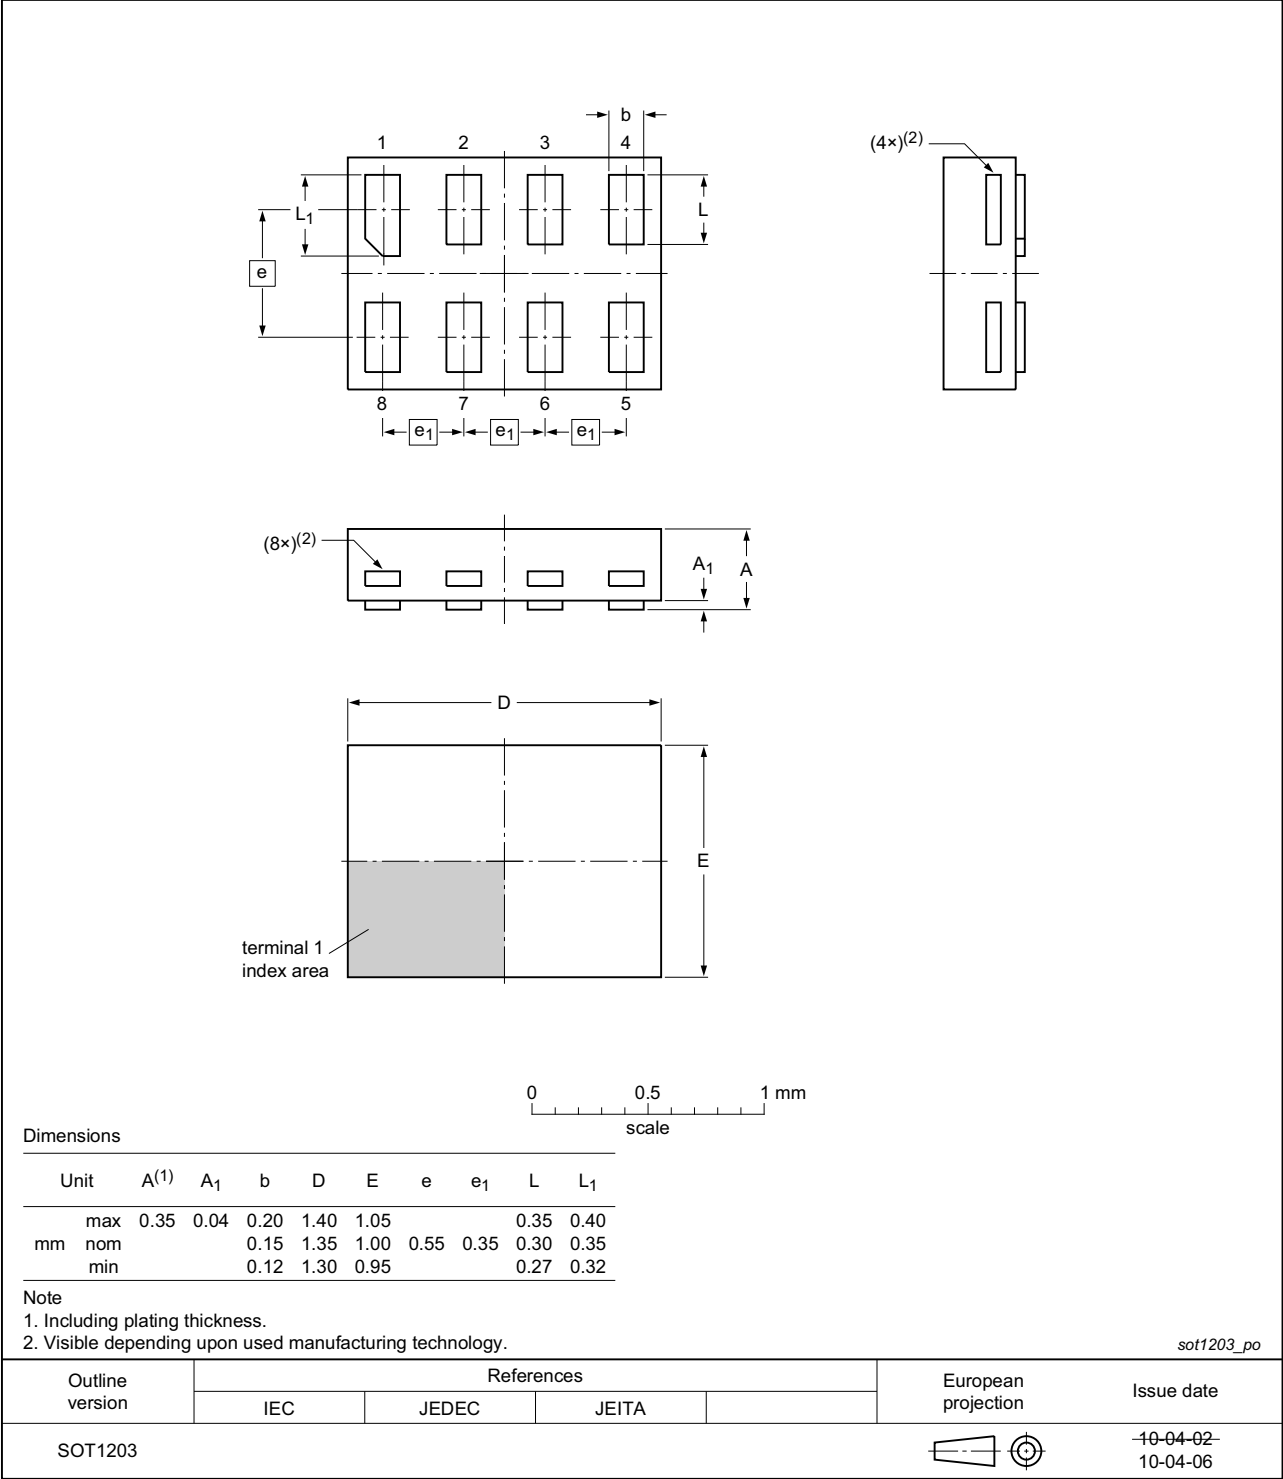 b
1 2 3 4
(4×)(2)
L1
L
e
8 7 6 5
e1 e1 e1
(8×)(2)
A1
A
D
E
terminal 1
index area
0 0.5 1 mm
scale
Dimensions
Unit A(1) A1 b D E e e1 L L1
max 0.35 0.04 0.20 1.40 1.05 0.35 0.40
mm nom 0.15 1.35 1.00 0.55 0.35 0.30 0.35
min 0.12 1.30 0.95 0.27 0.32
Note
1. Including plating thickness.
2. Visible depending upon used manufacturing technology.
sot1203_po
Outline
version
References
IEC JEDEC JEITA
European
projection
Issue date
SOT1203
10-04-02
10-04-06